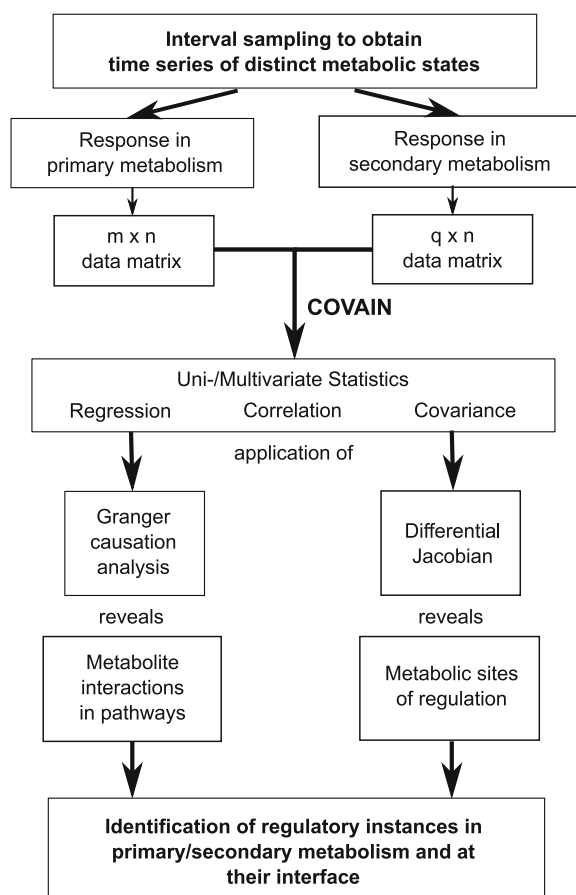 Interval sampling to obtain
time series of distinct metabolic states
Response in
primary metabolism
Response in
secondary metabolism
m x n
data matrix
q x n
data matrix
COVAIN
Uni-/Multivariate Statistics
Regression Correlation Covariance
application of
Granger
causation
analysis
Differential
Jacobian
reveals
reveals
Metabolite
interactions
in pathways
Metabolic sites
of regulation
Identification of regulatory instances in
primary/secondary metabolism and at
their interface